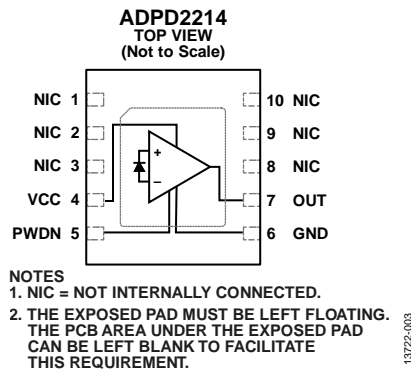 ADPD2214
TOP VIEW
(Not to Scale)
NIC 1
10 NIC
NIC 2
9 NIC
NIC 3
8 NIC
VCC 4
7 OUT
PWDN 5
6 GND
+
–
NOTES
1. NIC = NOT INTERNALLY CONNECTED.
2. THE EXPOSED PAD MUST BE LEFT FLOATING.
THE PCB AREA UNDER THE EXPOSED PAD
CAN BE LEFT BLANK TO FACILITATE
THIS REQUIREMENT.
13722-003